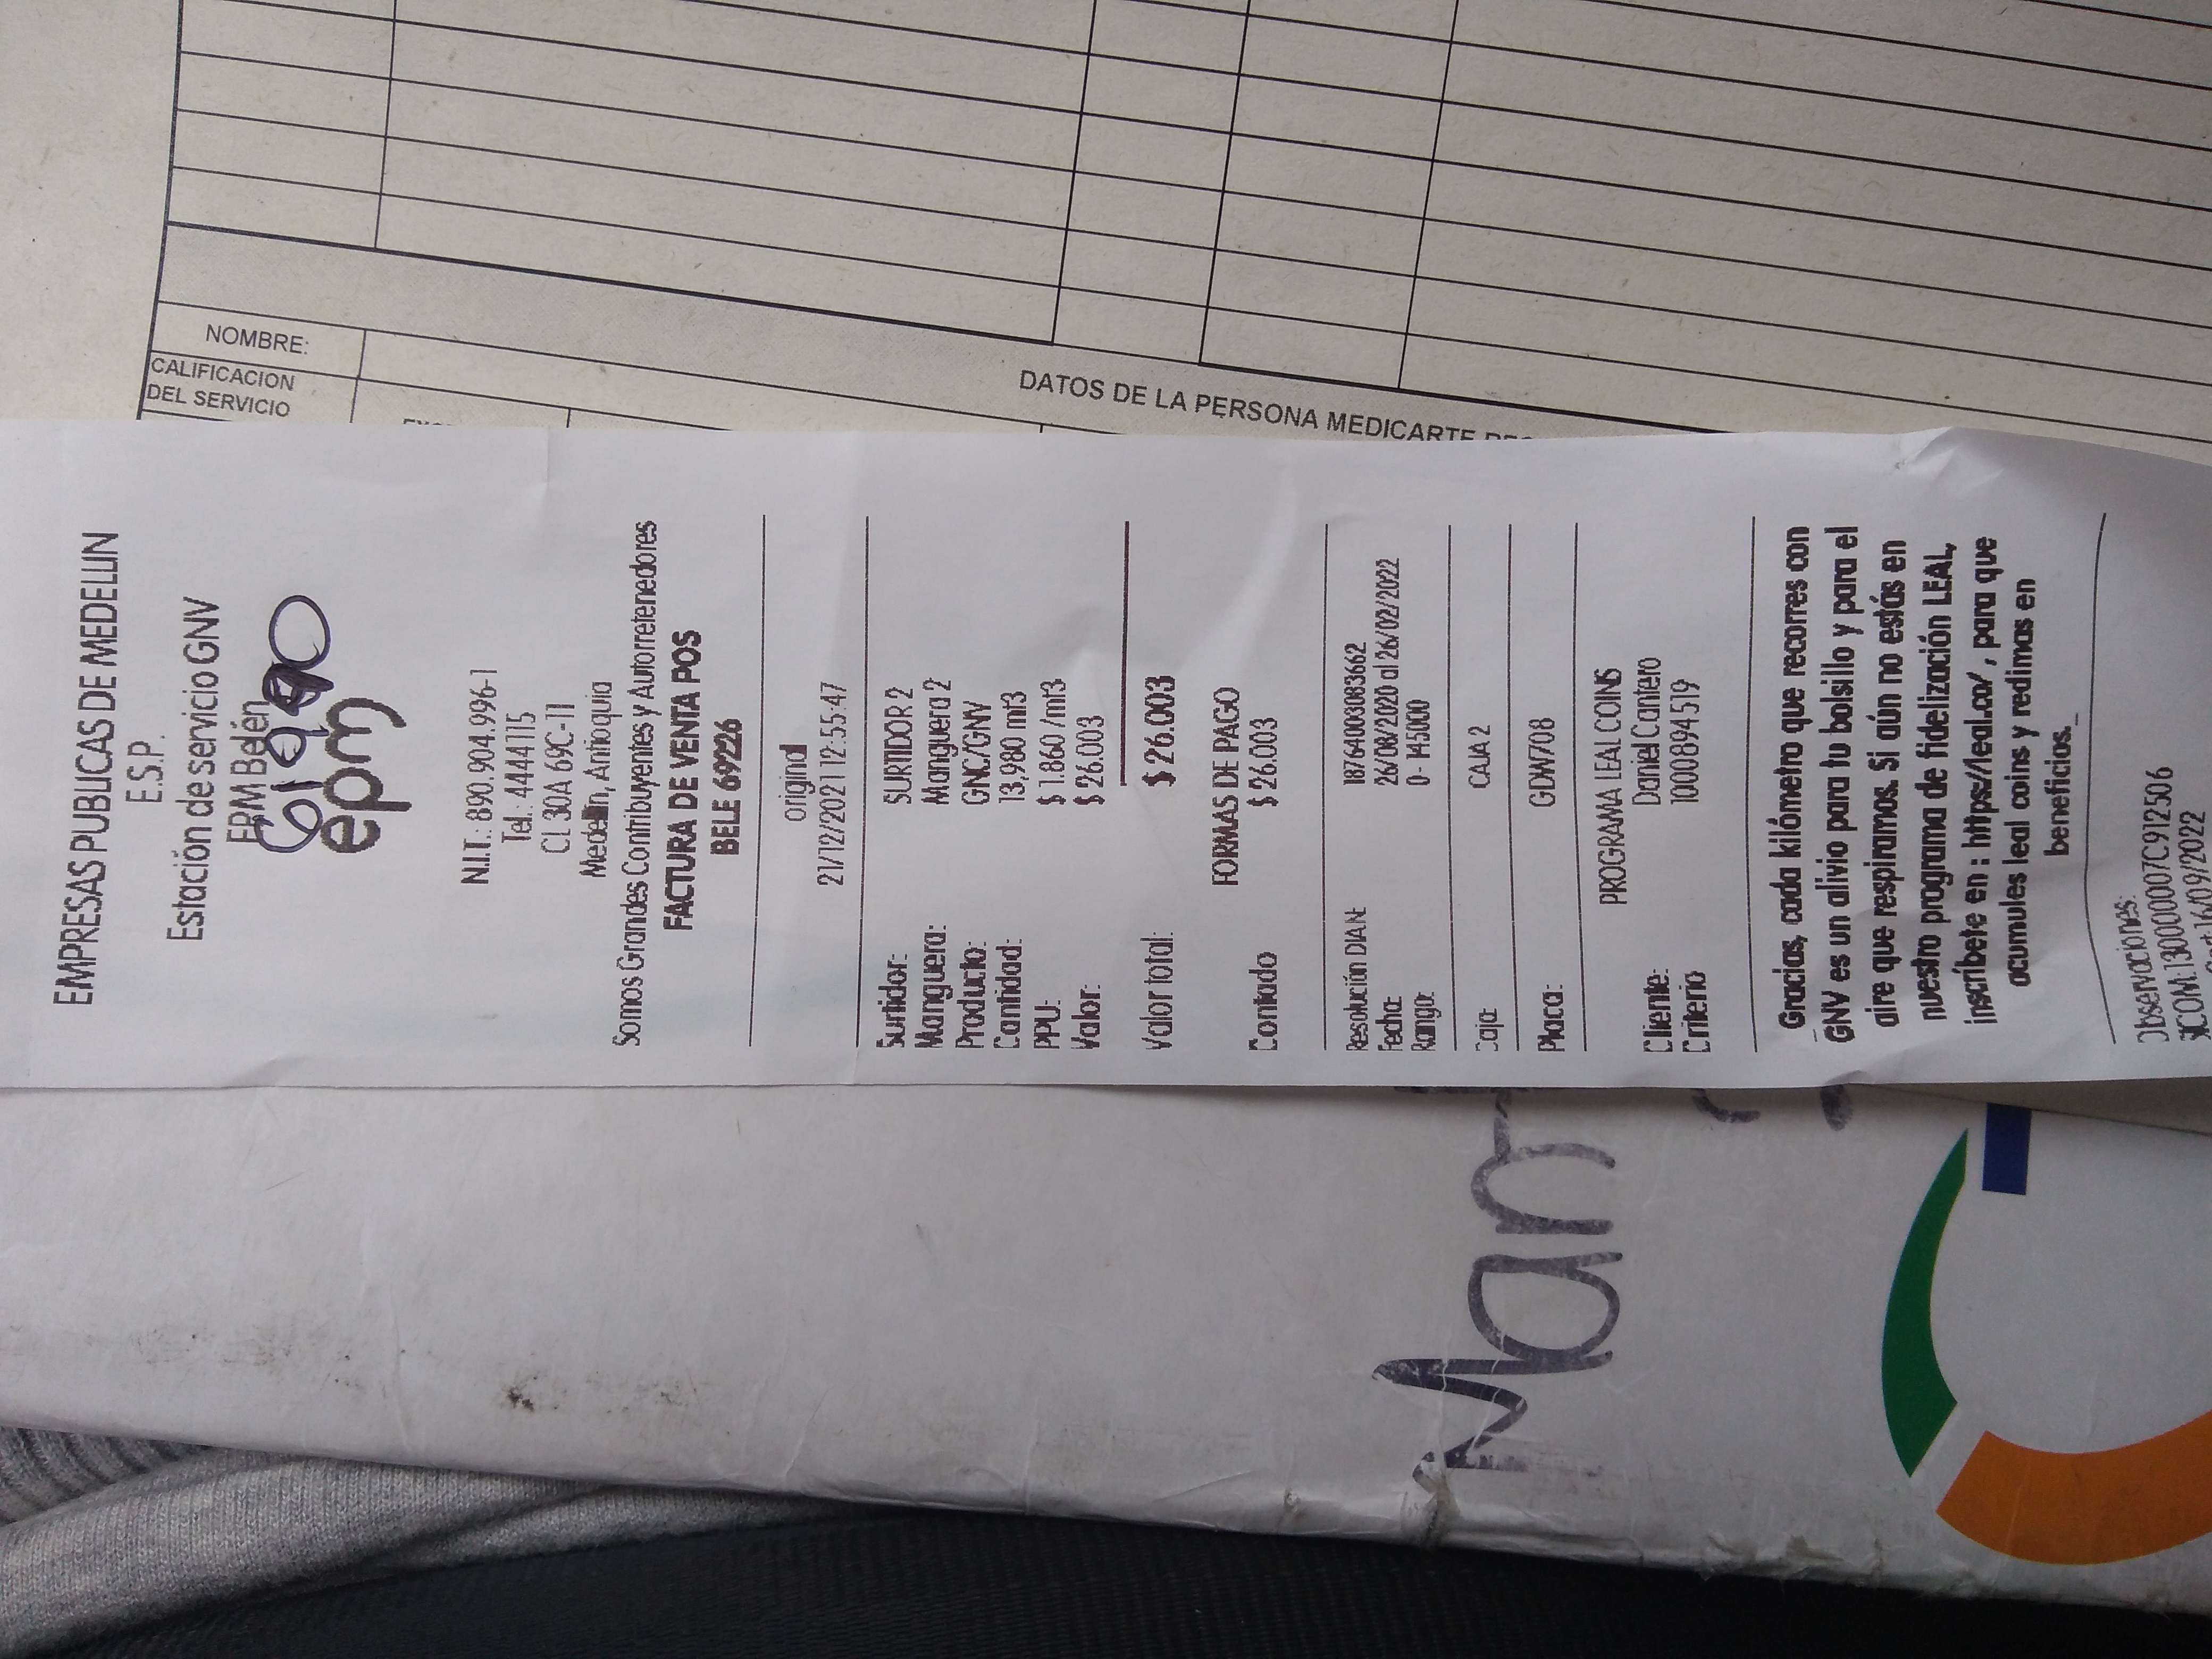 EMPRESAS PUBLICAS DE MEDELLIN
E.S.P.
Estación de servicio GNV
EPM Belén
epm
N.I.T.: 890.904.996-1
Tel.: 4444115
CL 30A 69C-11
Medellín, Antioquia
Somos Grandes Contribuyentes y Autorretenedores
FACTURA DE VENTA POS
BELE 69226
original
21/12/2021 12:55:47
Surtidor: SURTIDOR 2
Manguera: Manguera 2
Producto: GNC/GNV
Cantidad: 13,980 mt3
PPU: $ 1.860 /mt3
Valor: $ 26.003
Valor total: $ 26.003
FORMAS DE PAGO
Contado $ 26.003
Resolución DIAN: 18764003083662
Fecha: 26/08/2020 al 26/02/2022
Rango: 0 - 145000
Caja: CAJA 2
Placa: GDW708
PROGRAMA LEAL COINS
Cliente: Daniel Cantero
Criterio 1000894519
Gracias, cada kilómetro que recorres con
GNV es un alivio para tu bolsillo y para el
aire que respiramos. Si aún no estás en
nuestro programa de fidelización LEAL,
inscríbete en : https://leal.co/ , para que
acumules leal coins y redimas en
beneficios._
Observaciones:
SICOM:130000007C912506
16/09/2022
NOMBRE:
CALIFICACION
DEL SERVICIO
DATOS DE LA PERSONA MEDICARTE